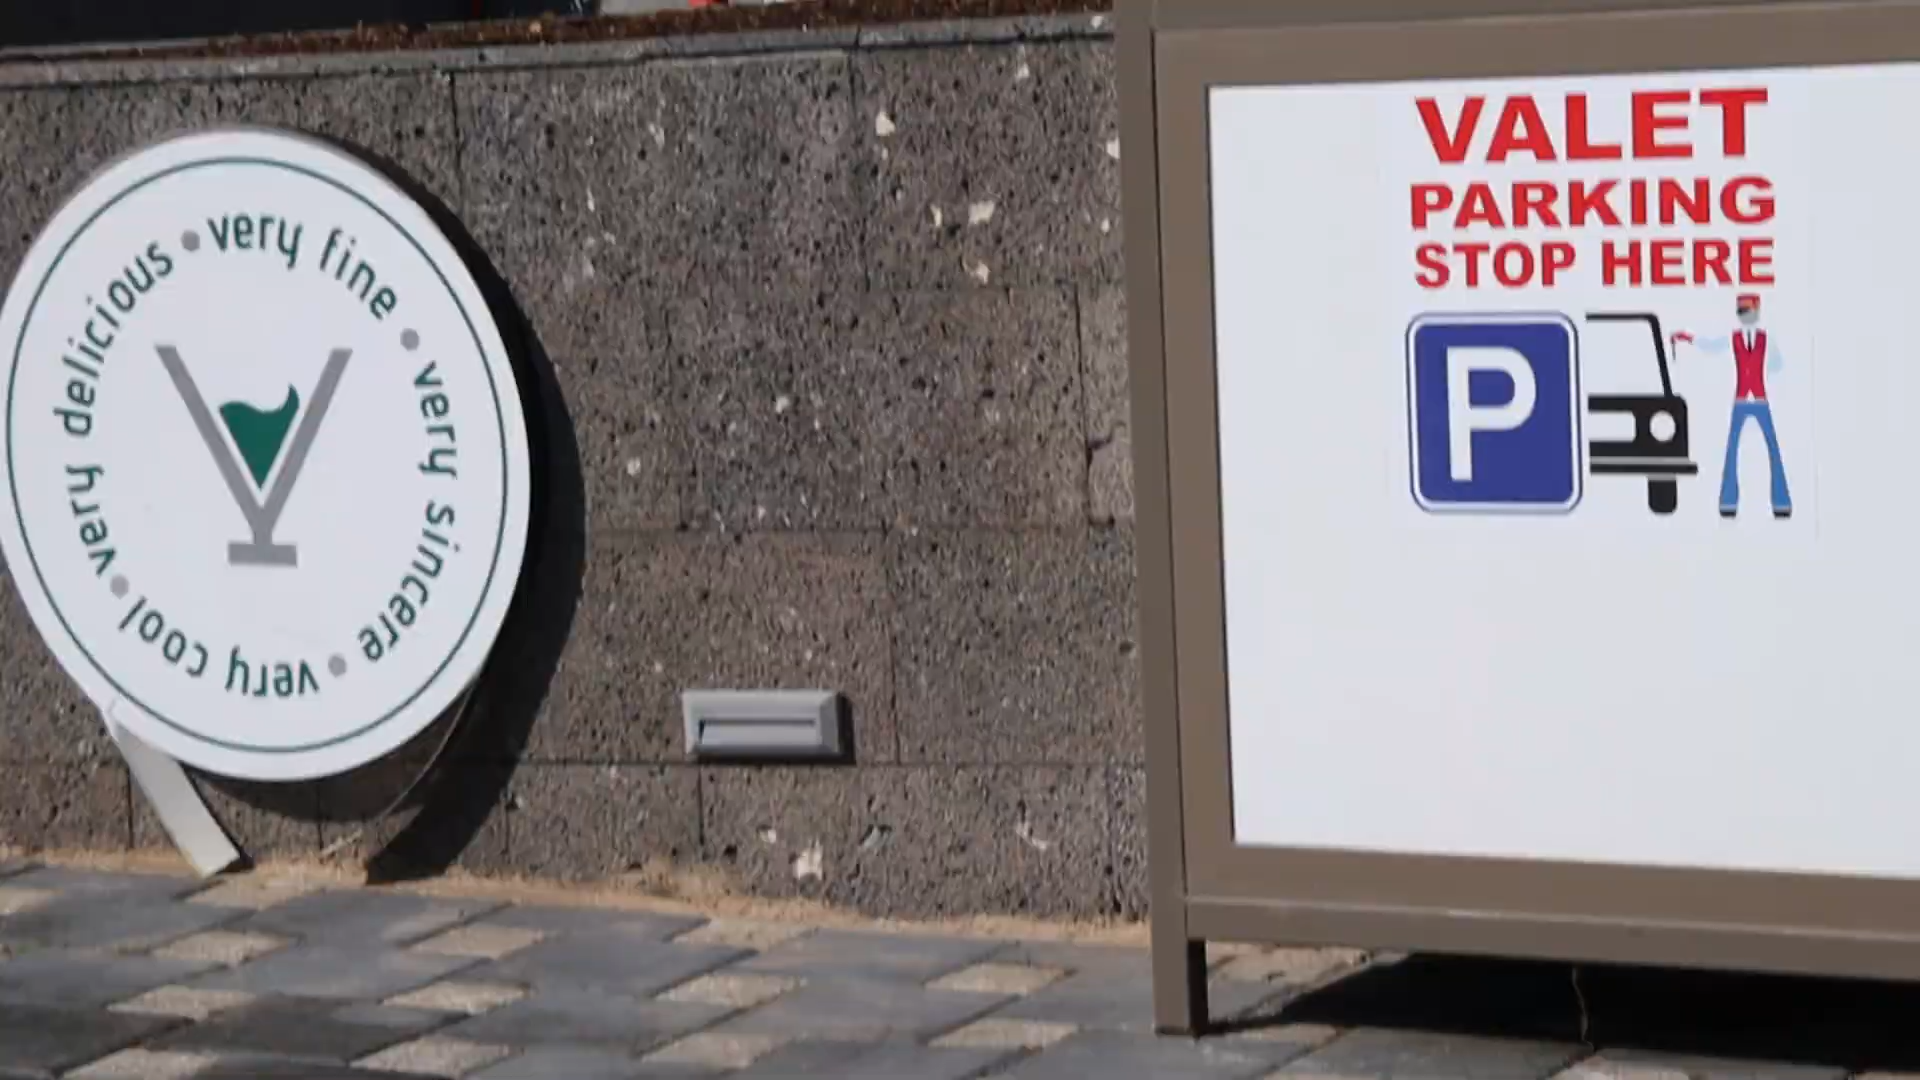 very fine • very sincere • very cool • very delicious •
VALET
PARKING
STOP HERE
P